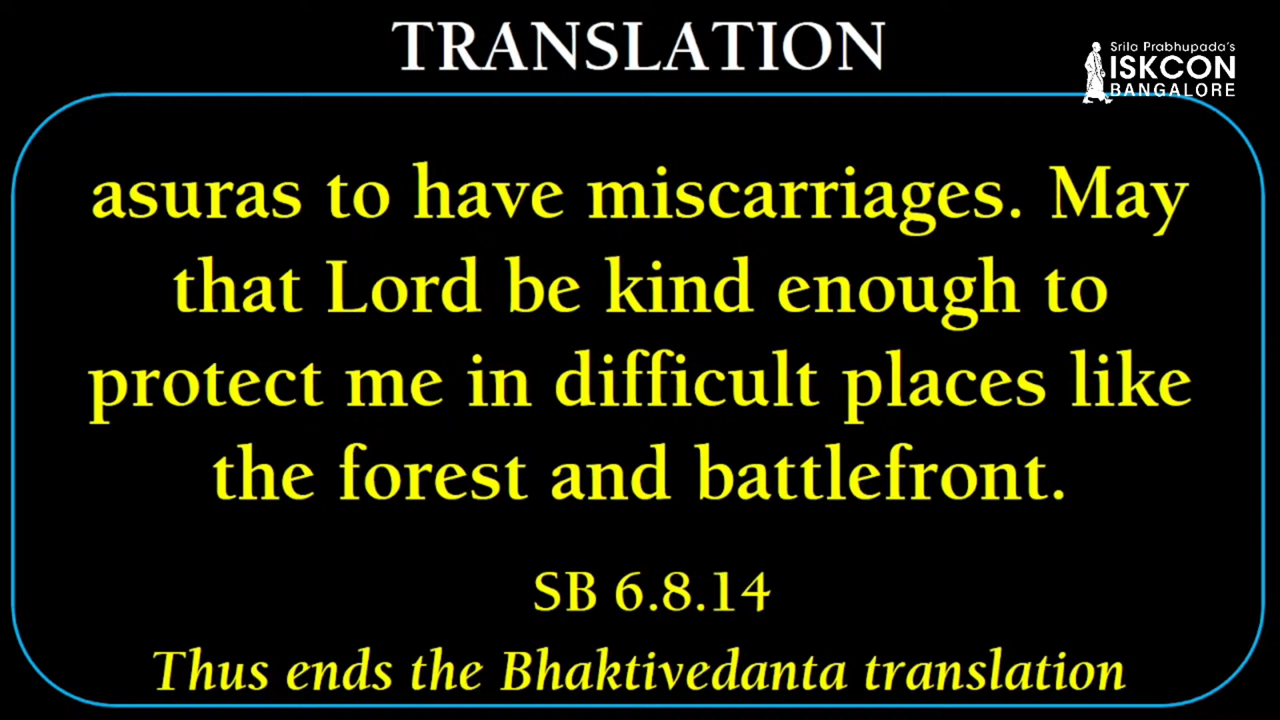 TRANSLATION
Srila Prabhupada's
ISKCON
BANGALORE
asuras to have miscarriages. May
that Lord be kind enough to
protect me in difficult places like
the forest and battlefront.
SB 6.8.14
Thus ends the Bhaktivedanta translation